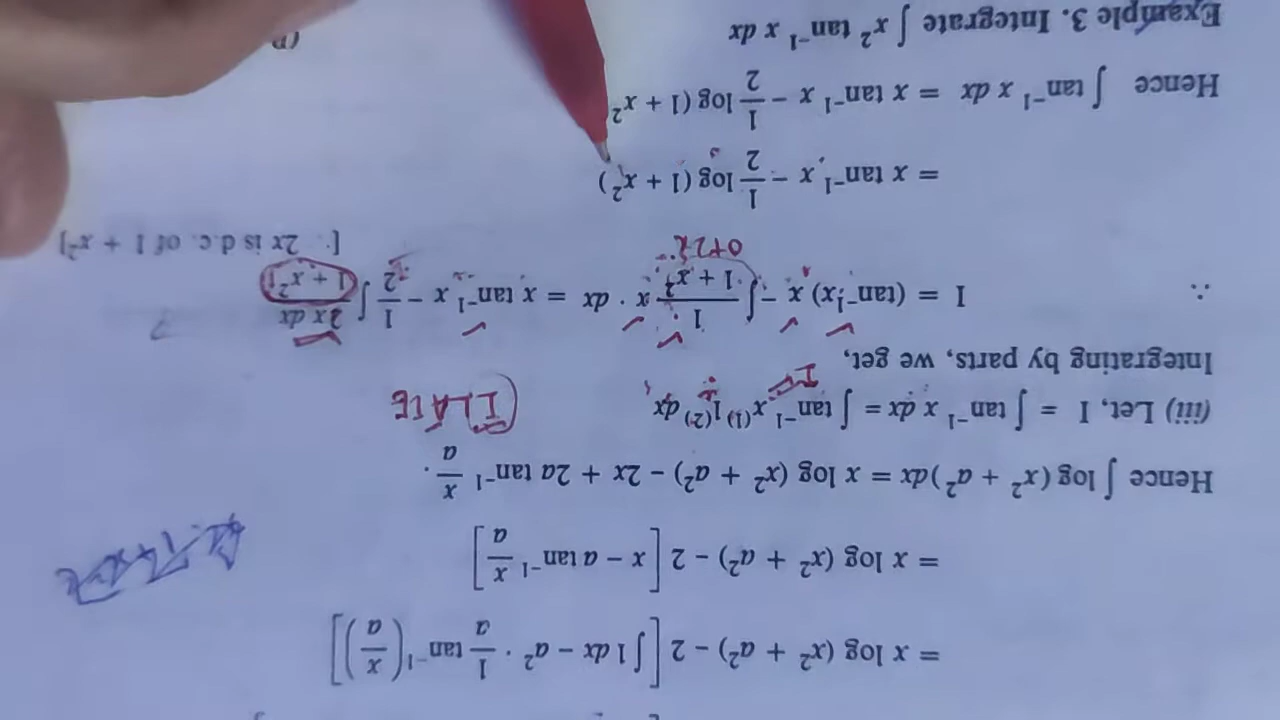 = x log (x² + a²) – 2 [∫ 1 dx – a² · 1/a tan⁻¹ (x/a)]
= x log (x² + a²) – 2 [x – a tan⁻¹ x/a]
Hence ∫ log (x² + a²) dx = x log (x² + a²) – 2x + 2a tan⁻¹ x/a .
(iii) Let, I = ∫ tan⁻¹ x dx = ∫ tan⁻¹ x₍₁₎ 1₍₂₎ dx
ILATE
Integrating by parts, we get,
∴ I = (tan⁻¹ x) x – ∫ 1/(1 + x²) x · dx = x tan⁻¹ x – 1/2 ∫ 2x dx/(1 + x²)
0+2x
[∵ 2x is d.c. of 1 + x²]
= x tan⁻¹ x – 1/2 log (1 + x²)
Hence ∫ tan⁻¹ x dx = x tan⁻¹ x – 1/2 log (1 + x²
Example 3. Integrate ∫ x² tan⁻¹ x dx